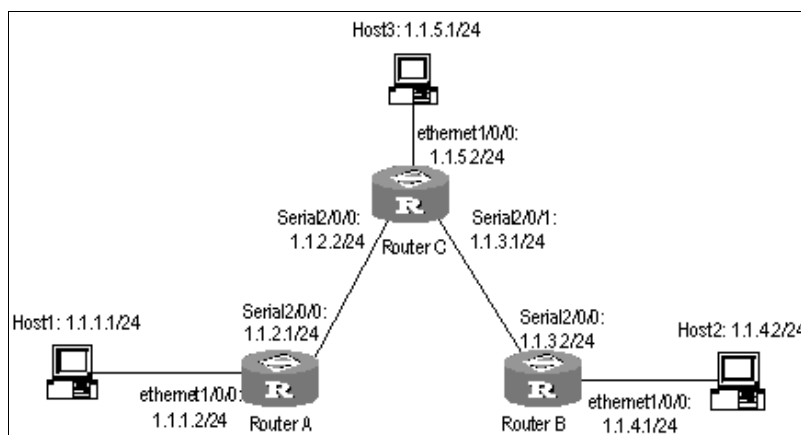 Host3: 1.1.5.1/24
ethernet1/0/0:
1.1.5.2/24
Serial2/0/0:
1.1.2.2/24
R
Serial2/0/1:
1.1.3.1/24
Router C
Host1: 1.1.1.1/24
Serial2/0/0:
1.1.2.1/24
Serial2/0/0:
1.1.3.2/24
Host2: 1.1.4.2/24
ethernet1/0/0:
1.1.1.2/24
R
Router A
R
Router B
ethernet1/0/0:
1.1.4.1/24